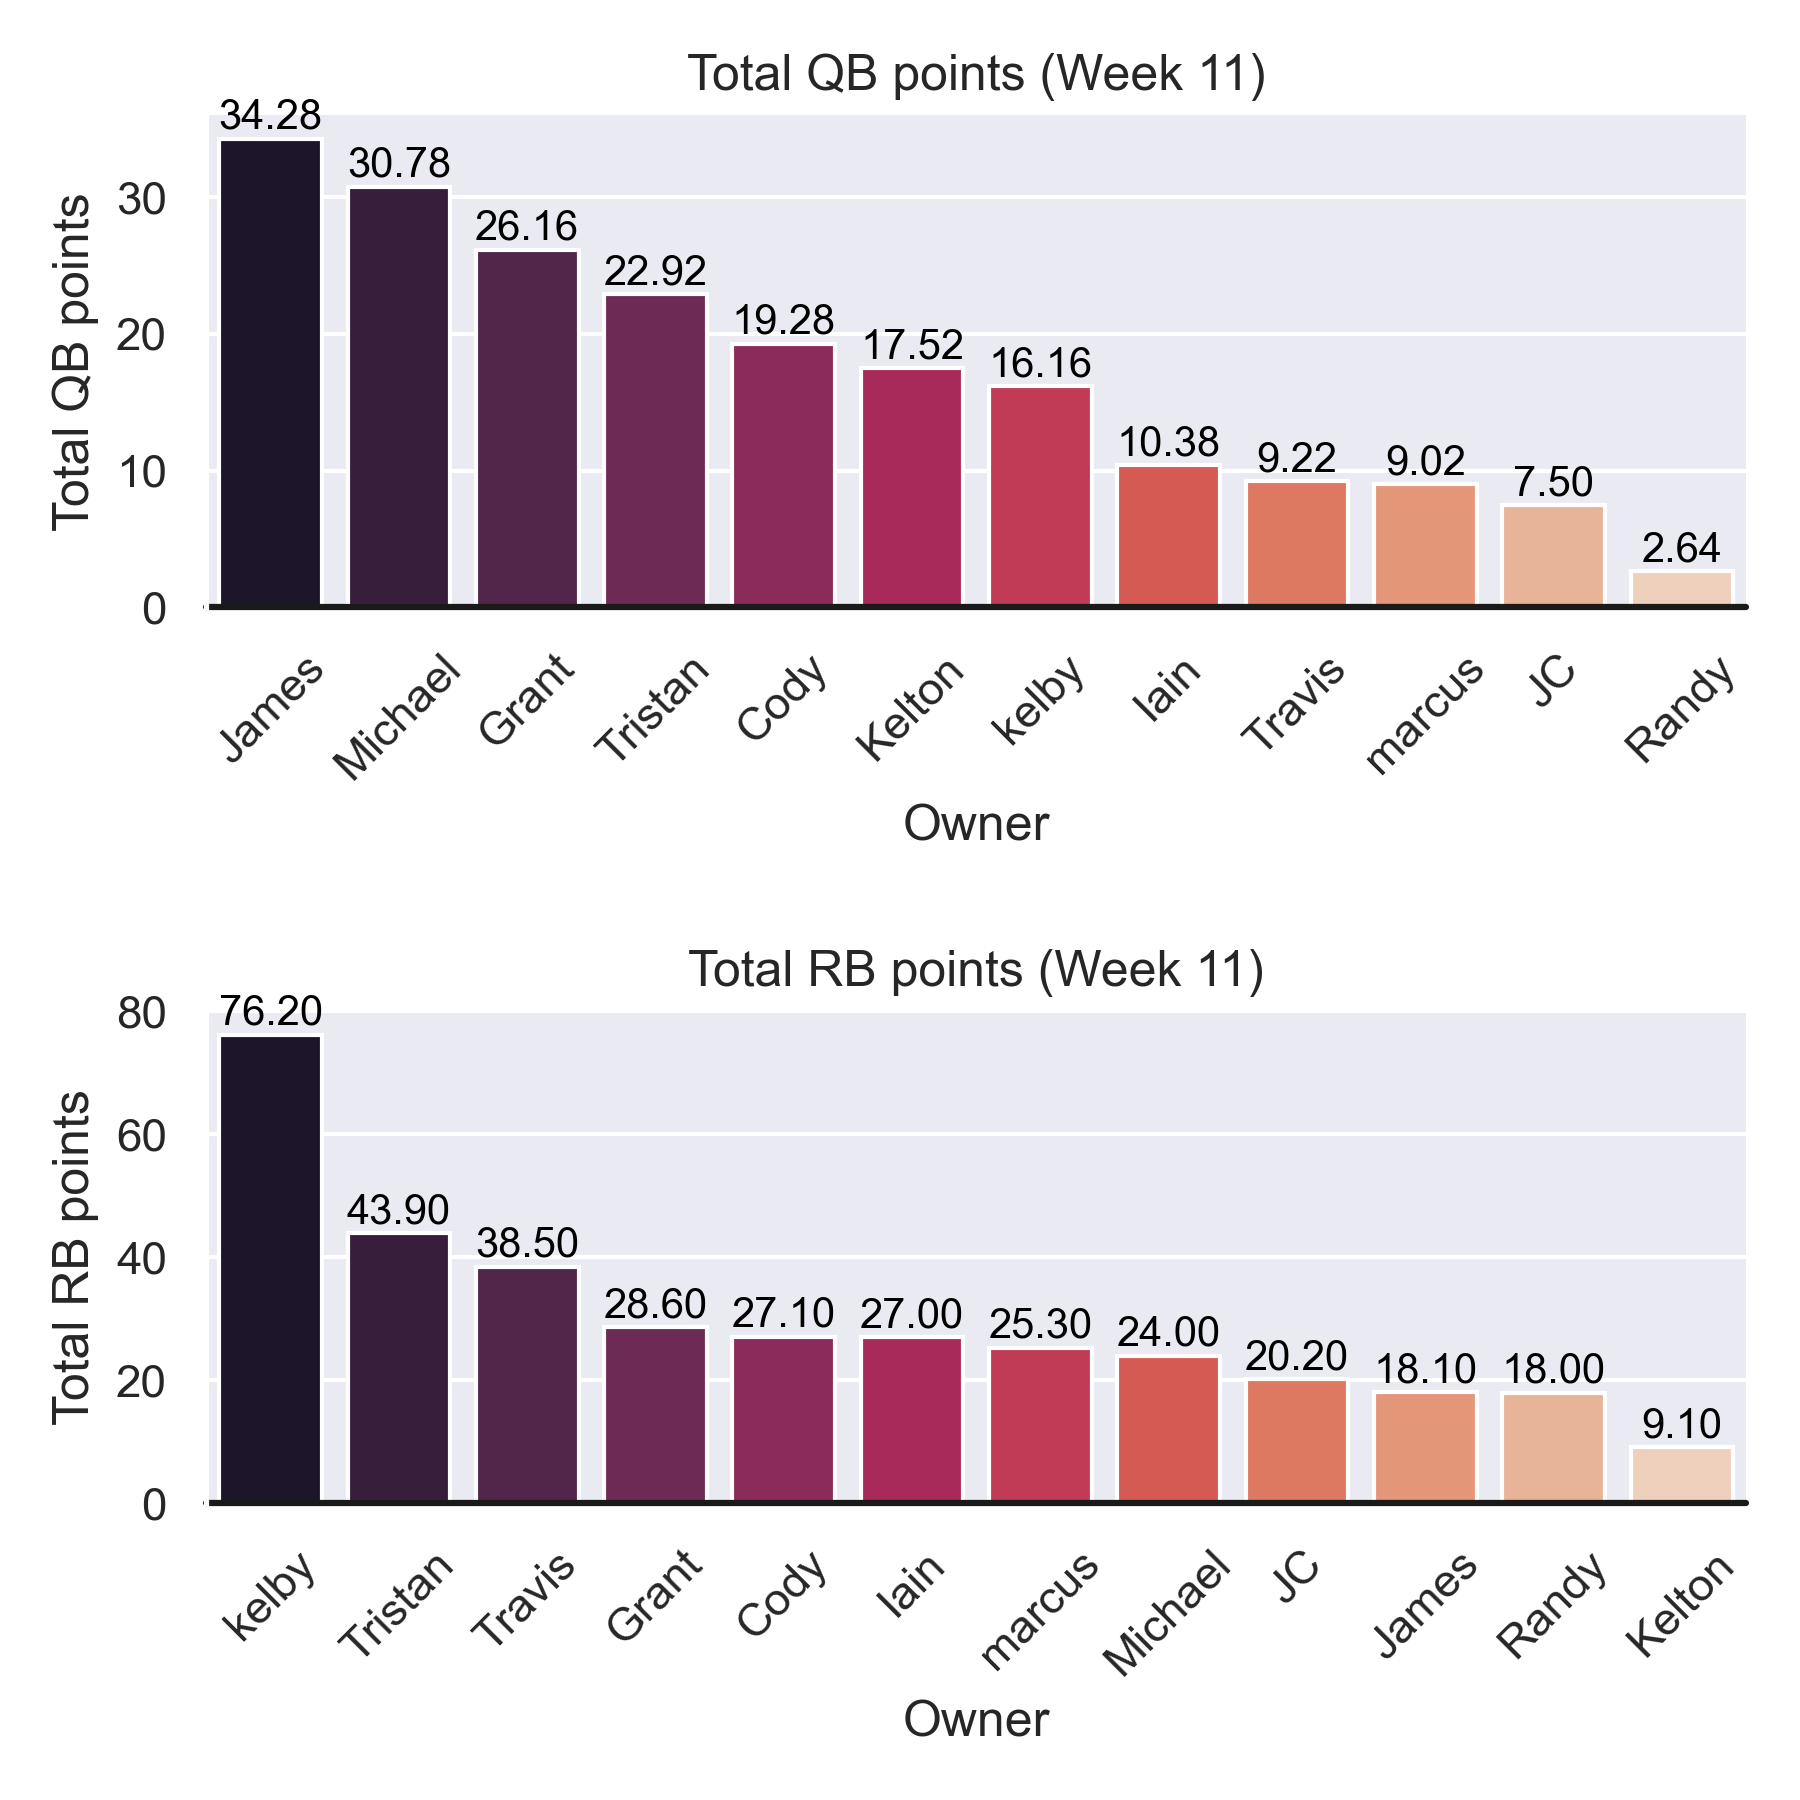 Total QB points (Week 11)
34.28
30.78
26.16
22.92
19.28
17.52
16.16
10.38
9.22
9.02
7.50
2.64
30
20
10
0
Total QB points
James
Michael
Grant
Tristan
Cody
Kelton
kelby
Iain
Travis
marcus
JC
Randy
Owner
Total RB points (Week 11)
76.20
43.90
38.50
28.60
27.10
27.00
25.30
24.00
20.20
18.10
18.00
9.10
80
60
40
20
0
Total RB points
kelby
Tristan
Travis
Grant
Cody
Iain
marcus
Michael
JC
James
Randy
Kelton
Owner